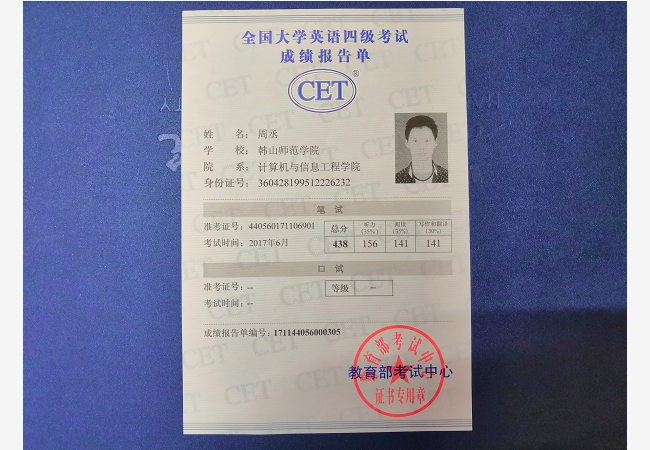 全国大学英语四级考试
成绩报告单
CET®
姓 名：周丞
学 校：韩山师范学院
院 系：计算机与信息工程学院
身份证号：360428199512226232
笔 试
准考证号：440560171106901
考试时间：2017年6月
总分 听力(35%) 阅读(35%) 写作和翻译(30%)
438 156 141 141
口 试
准考证号：--
考试时间：--
等级 --
成绩报告单编号：171144056000305
教育部考试中心
教育部考试中心
证书专用章